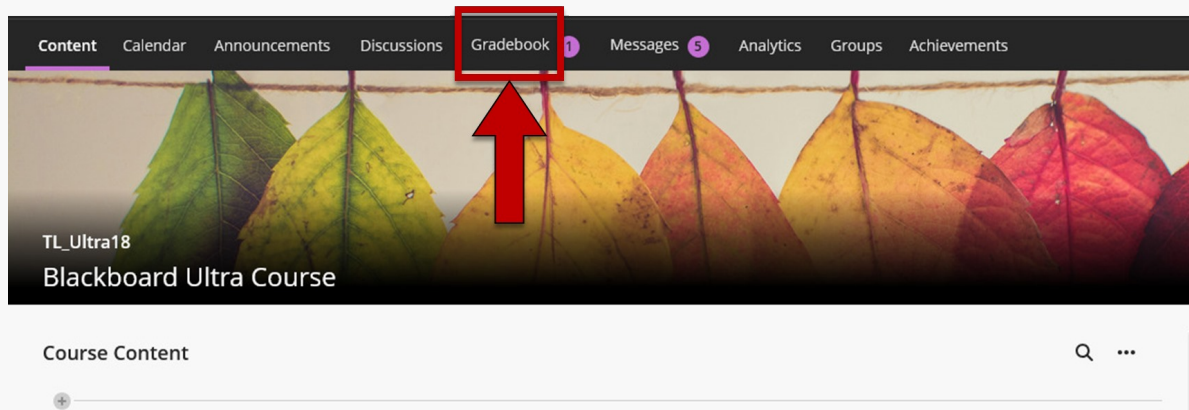 Content Calendar Announcements Discussions Gradebook 1 Messages 5 Analytics Groups Achievements
TL_Ultra18
Blackboard Ultra Course
Course Content